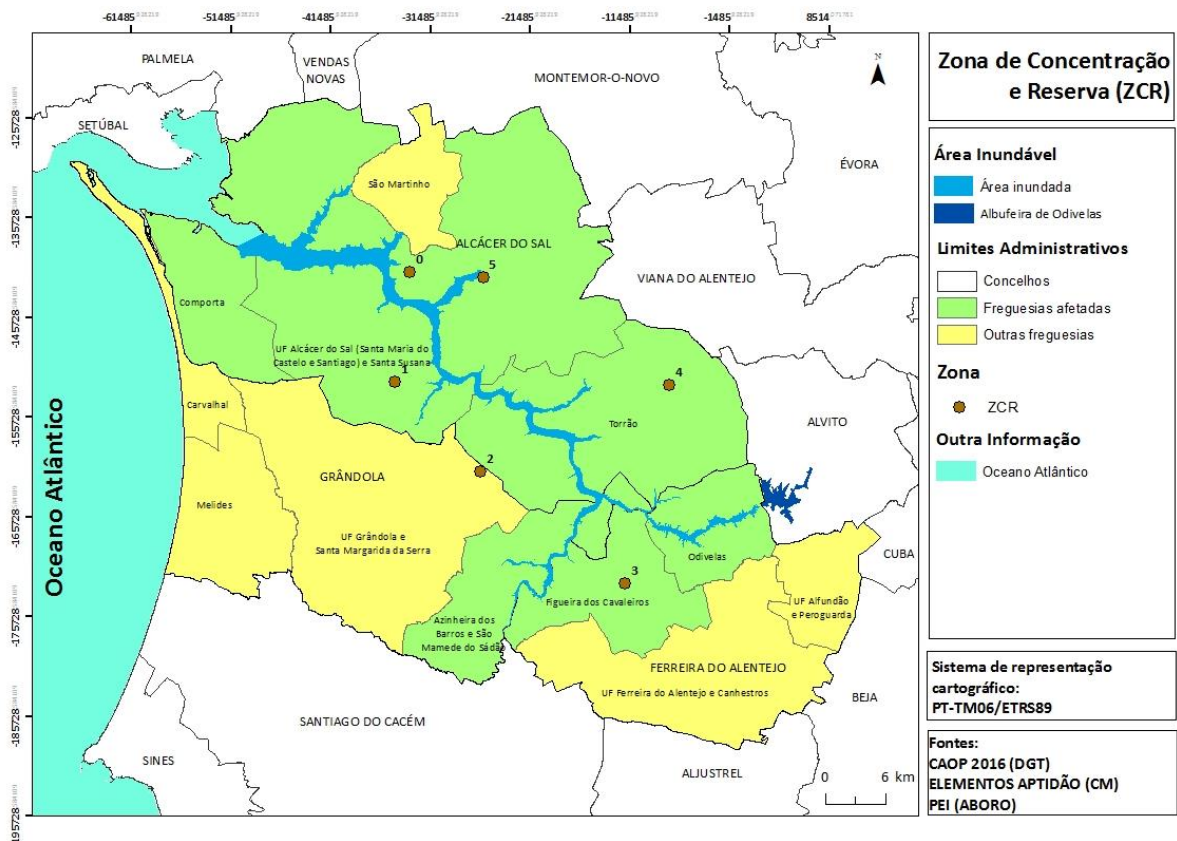 -61485
-51485
-41485
-31485
-21485
-11485
-1485
8514
-125728
-135728
-145728
-155728
-165728
-175728
-185728
-195728
PALMELA
VENDAS
NOVAS
MONTEMOR-O-NOVO
N
SETÚBAL
ÉVORA
São Martinho
ALCÁCER DO SAL
0
5
VIANA DO ALENTEJO
Comporta
UF Alcácer do Sal (Santa Maria do
Castelo e Santiago) e Santa Susana
1
4
Carvalhal
Torrão
ALVITO
Oceano Atlântico
GRÂNDOLA
2
Melides
UF Grândola e
Santa Margarida da Serra
Odivelas
CUBA
3
Figueira dos Cavaleiros
UF Alfundão
e Peroguarda
Azinheira dos
Barros e São
Mamede do Sádão
FERREIRA DO ALENTEJO
UF Ferreira do Alentejo e Canhestros
BEJA
SANTIAGO DO CACÉM
SINES
ALJUSTREL
0 6 km
Zona de Concentração
e Reserva (ZCR)
Área Inundável
Área inundada
Albufeira de Odivelas
Limites Administrativos
Concelhos
Freguesias afetadas
Outras freguesias
Zona
ZCR
Outra Informação
Oceano Atlântico
Sistema de representação
cartográfico:
PT-TM06/ETRS89
Fontes:
CAOP 2016 (DGT)
ELEMENTOS APTIDÃO (CM)
PEI (ABORO)